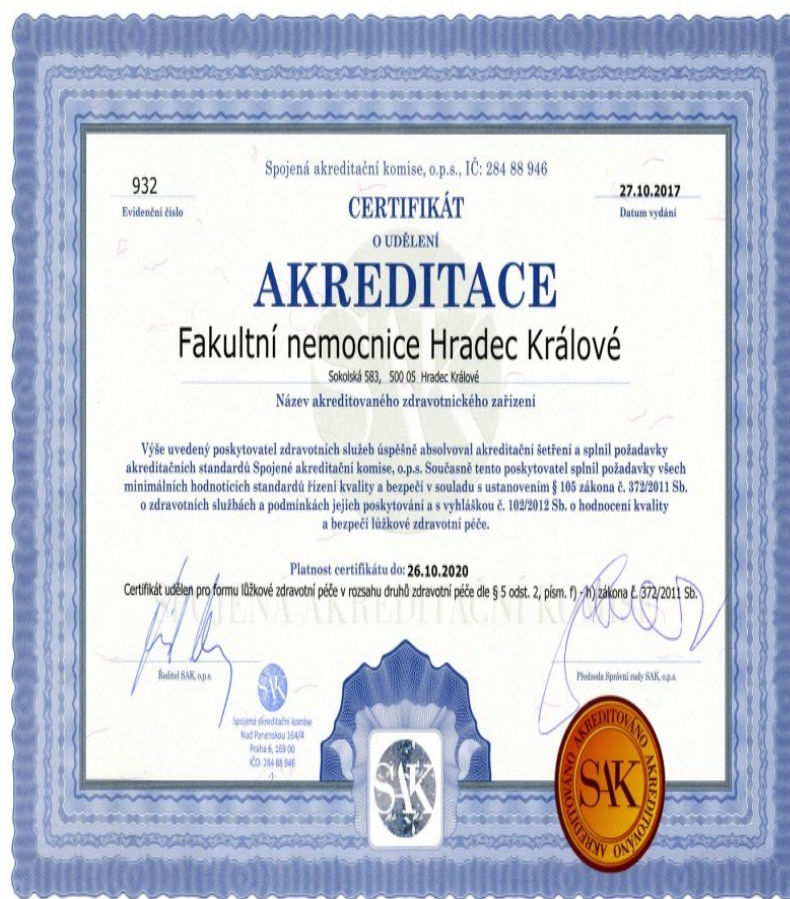 Spojená akreditační komise, o.p.s., IČ: 284 88 946
932
Evidenční číslo
27.10.2017
Datum vydání
CERTIFIKÁT
O UDĚLENÍ
AKREDITACE
Fakultní nemocnice Hradec Králové
Sokolská 583, 500 05 Hradec Králové
Název akreditovaného zdravotnického zařízení
Výše uvedený poskytovatel zdravotních služeb úspěšně absolvoval akreditační šetření a splnil požadavky
akreditačních standardů Spojené akreditační komise, o.p.s. Současně tento poskytovatel splnil požadavky všech
minimálních hodnotících standardů řízení kvality a bezpečí v souladu s ustanovením § 105 zákona č. 372/2011 Sb.
o zdravotních službách a podmínkách jejich poskytování a s vyhláškou č. 102/2012 Sb. o hodnocení kvality
a bezpečí lůžkové zdravotní péče.
Platnost certifikátu do: 26.10.2020
Certifikát udělen pro formu lůžkové zdravotní péče v rozsahu druhů zdravotní péče dle § 5 odst. 2, písm. f) - h) zákona č. 372/2011 Sb.
SPOJENÁ AKREDITAČNÍ KOMISE
Ředitel SAK, o.p.s.
Předseda Správní rady SAK, o.p.s.
SAK
Spojená akreditační komise
Nad Panenskou 164/4
Praha 6, 169 00
IČO: 284 88 946
-1-
SAK
AKREDITOVÁNO AKREDITOVÁNO AKREDITOVÁNO
SAK